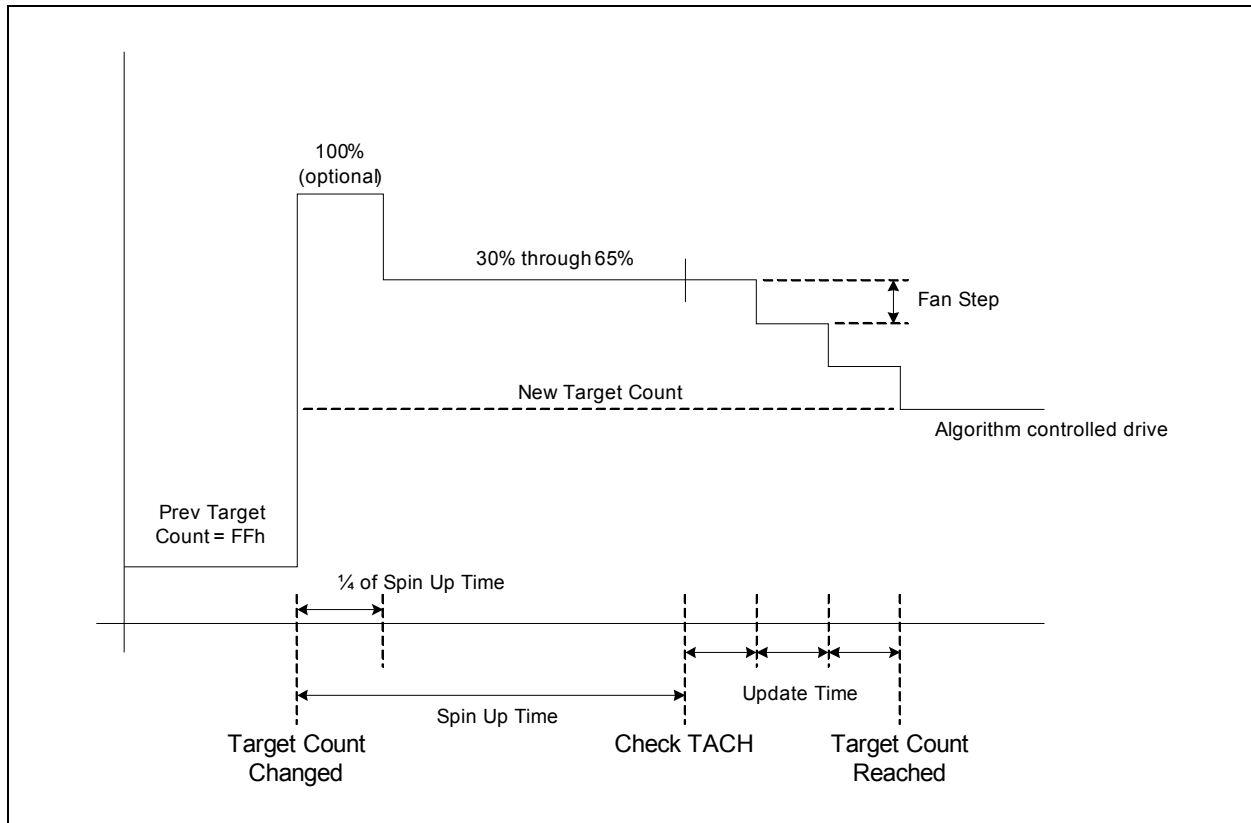 100%
(optional)
30% through 65%
Fan Step
New Target Count
Algorithm controlled drive
Prev Target
Count = FFh
¼ of Spin Up Time
Update Time
Spin Up Time
Target Count
Changed
Check TACH
Target Count
Reached